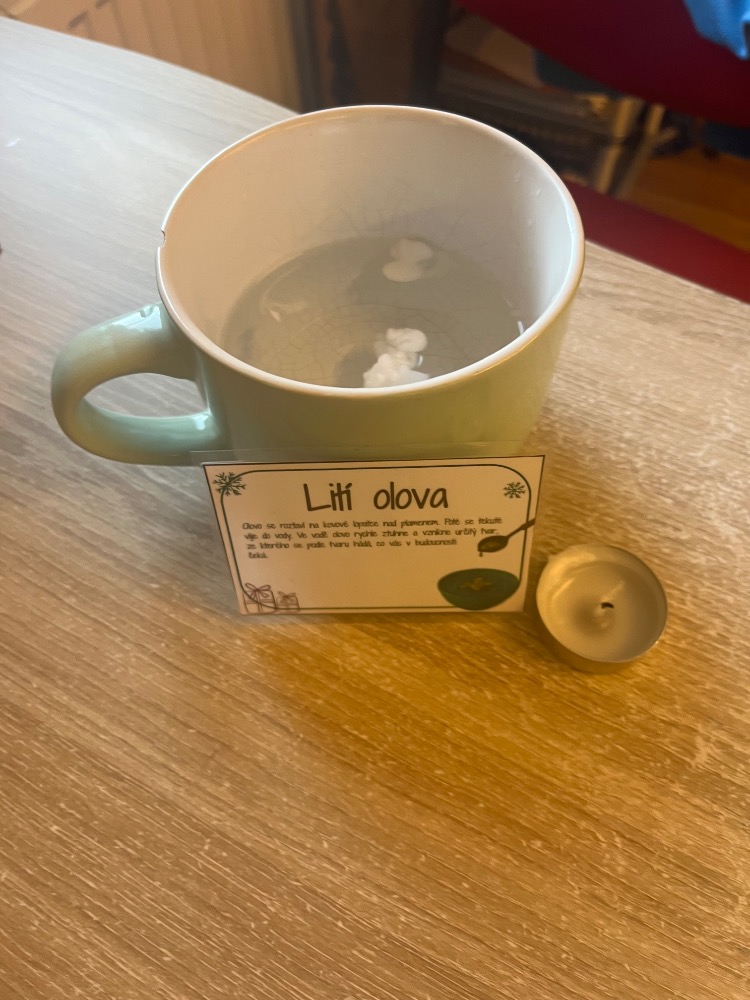 Lití olova
Olovo se roztaví na kovové lopatce nad plamenem. Poté se tekuté
vlije do vody. Ve vodě olovo rychle ztuhne a vznikne určitý tvar,
ze kterého se podle tvaru hádá, co vás v budoucnosti
čeká.